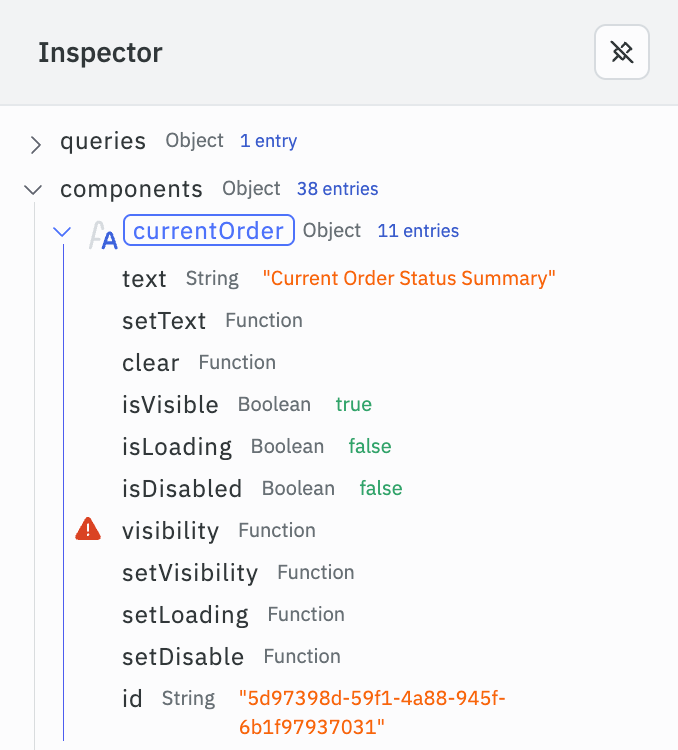 Inspector
queries Object 1 entry
components Object 38 entries
currentOrder Object 11 entries
text String "Current Order Status Summary"
setText Function
clear Function
isVisible Boolean true
isLoading Boolean false
isDisabled Boolean false
visibility Function
setVisibility Function
setLoading Function
setDisable Function
id String "5d97398d-59f1-4a88-945f-
6b1f97937031"